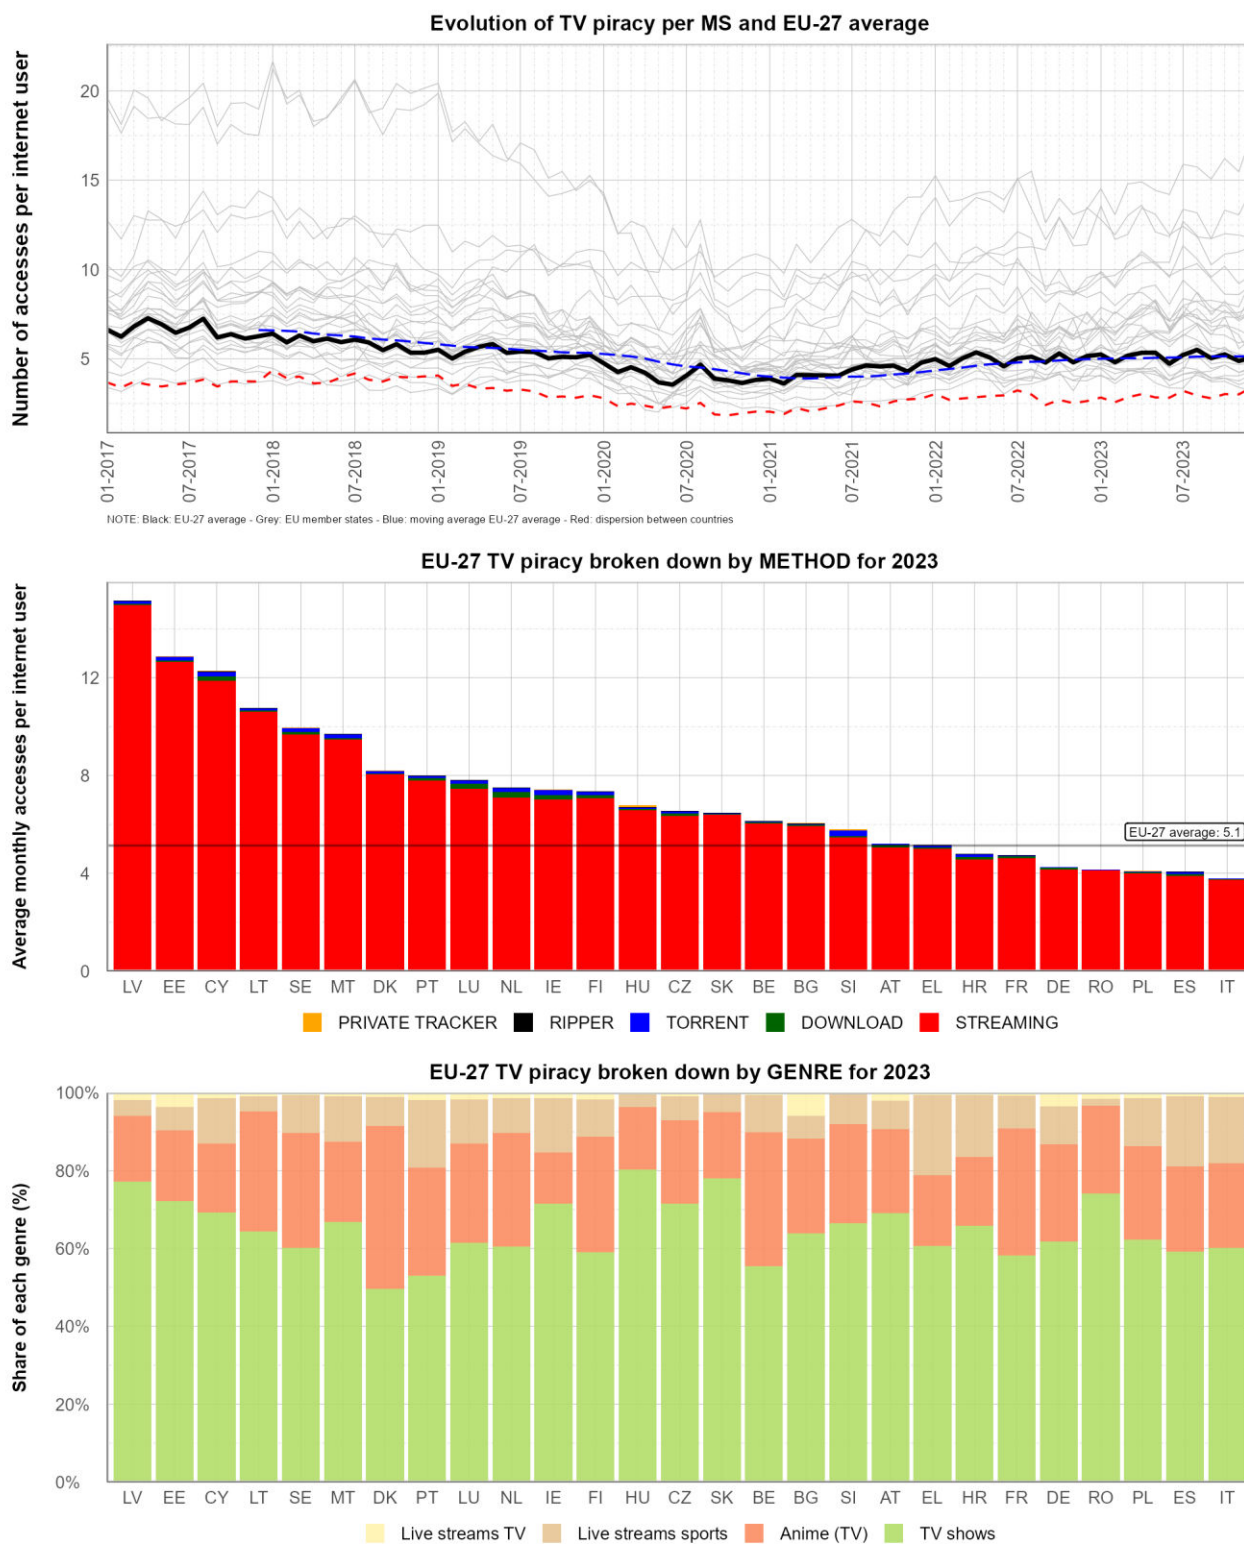 Evolution of TV piracy per MS and EU-27 average
Number of accesses per internet user
20
15
10
5
01-2017
07-2017
01-2018
07-2018
01-2019
07-2019
01-2020
07-2020
01-2021
07-2021
01-2022
07-2022
01-2023
07-2023
NOTE: Black: EU-27 average - Grey: EU member states - Blue: moving average EU-27 average - Red: dispersion between countries
EU-27 TV piracy broken down by METHOD for 2023
Average monthly accesses per internet user
12
8
4
0
EU-27 average: 5.1
LV EE CY LT SE MT DK PT LU NL IE FI HU CZ SK BE BG SI AT EL HR FR DE RO PL ES IT
PRIVATE TRACKER RIPPER TORRENT DOWNLOAD STREAMING
EU-27 TV piracy broken down by GENRE for 2023
Share of each genre (%)
100%
80%
60%
40%
20%
0%
LV EE CY LT SE MT DK PT LU NL IE FI HU CZ SK BE BG SI AT EL HR FR DE RO PL ES IT
Live streams TV Live streams sports Anime (TV) TV shows